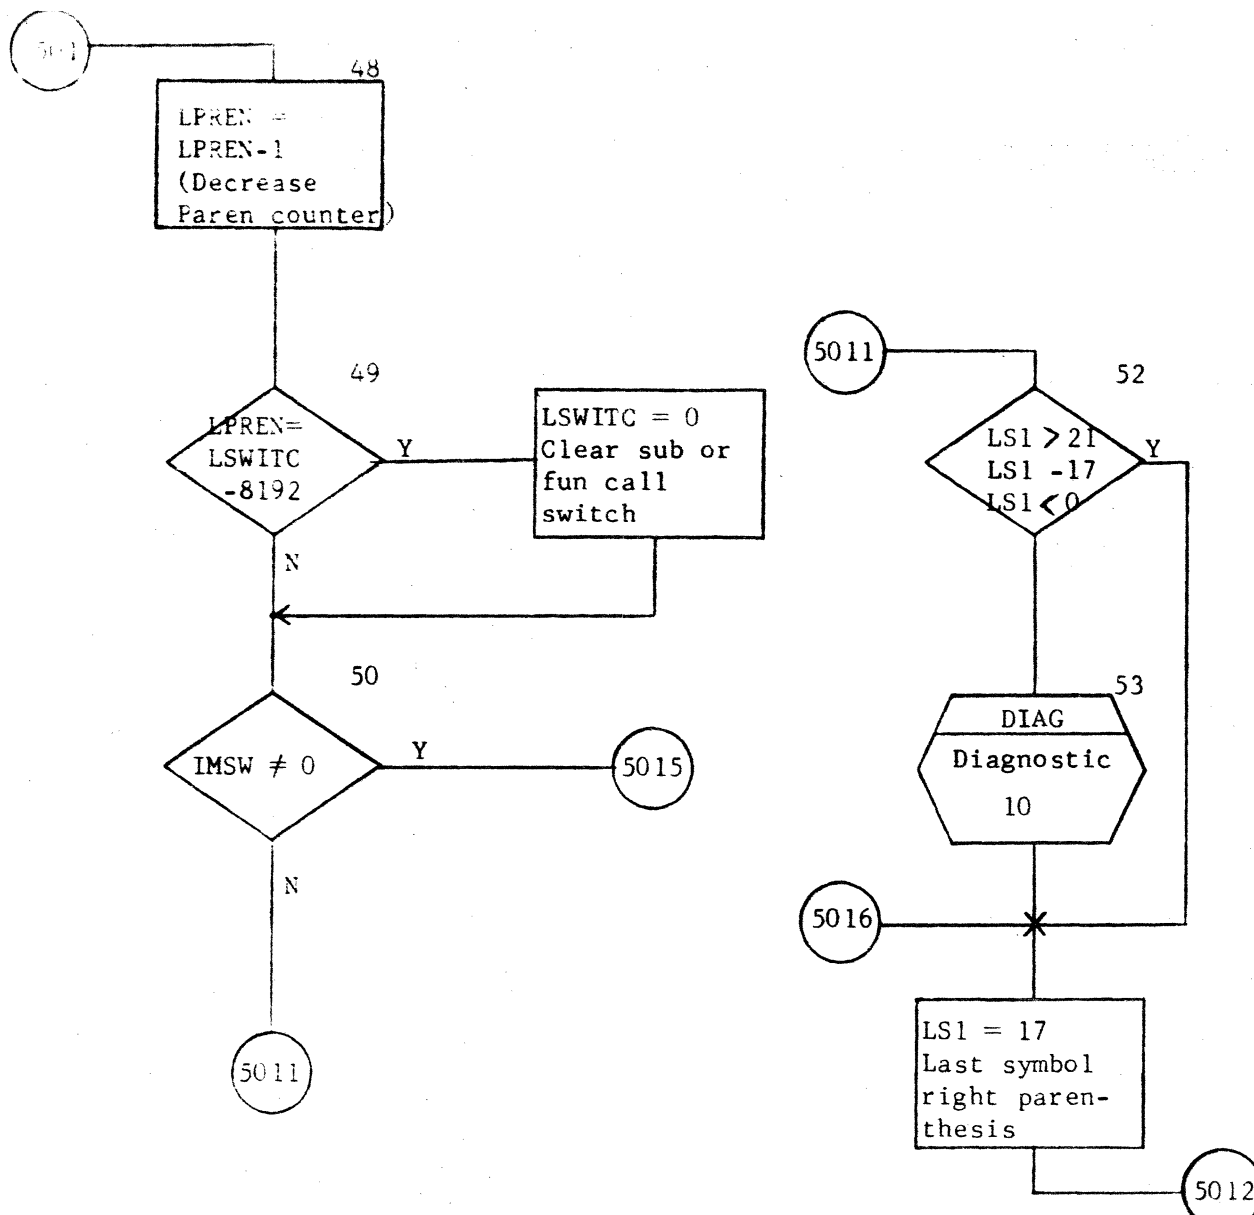 501
48
LPREN =
LPREN-1
(Decrease
Paren counter)
49
LPREN=
LSWITC
-8192
Y
N
LSWITC = 0
Clear sub or
fun call
switch
50
IMSW ≠ 0
Y
N
5015
5011
5011
52
LS1 > 21
LS1 -17
LS1 < 0
Y
53
DIAG
Diagnostic
10
5016
LS1 = 17
Last symbol
right paren-
thesis
5012